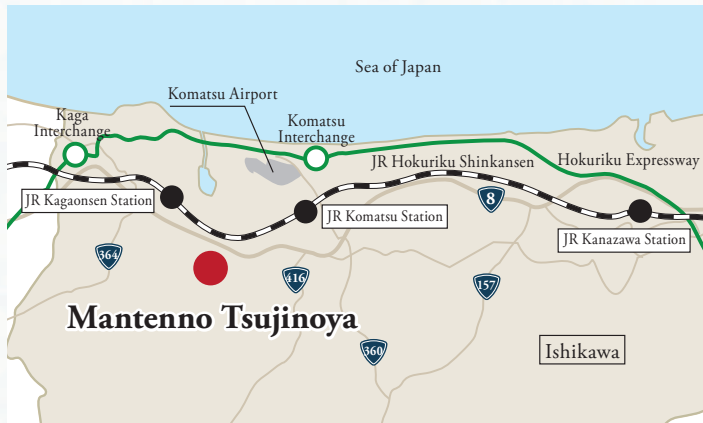 Sea of Japan
Komatsu Airport
Kaga
Interchange
Komatsu
Interchange
JR Hokuriku Shinkansen
Hokuriku Expressway
JR Kagaonsen Station
JR Komatsu Station
8
JR Kanazawa Station
364
416
157
Mantenno Tsujinoya
360
Ishikawa